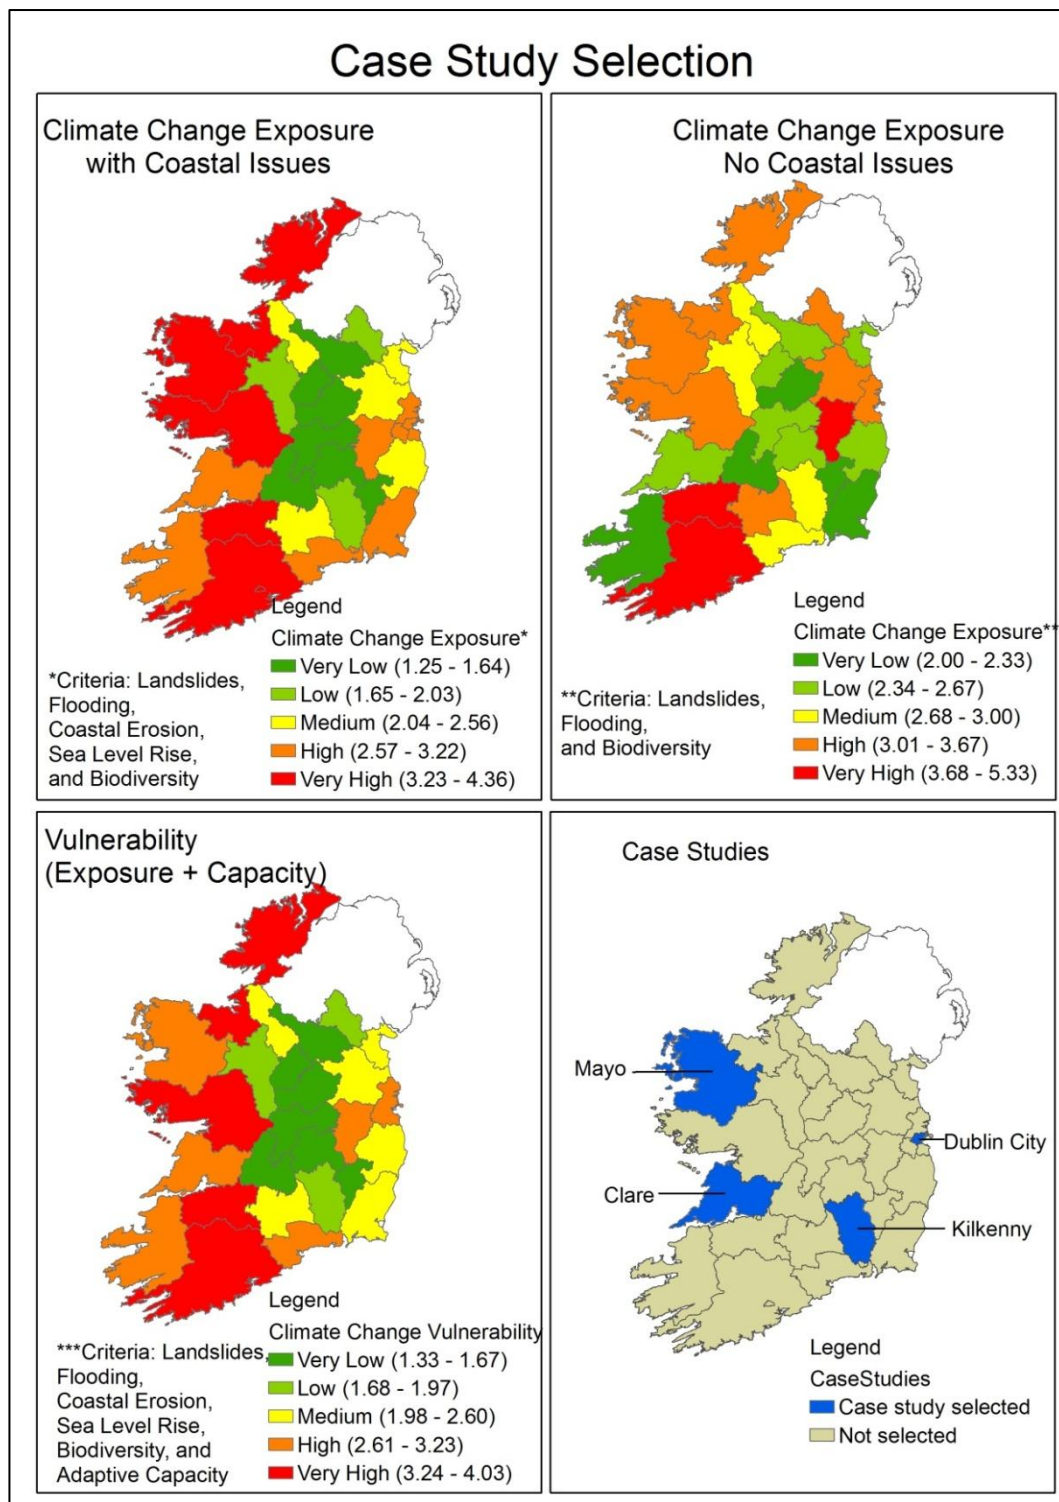 Case Study Selection
Climate Change Exposure
with Coastal Issues
Legend
Climate Change Exposure*
Very Low (1.25 - 1.64)
Low (1.65 - 2.03)
Medium (2.04 - 2.56)
High (2.57 - 3.22)
Very High (3.23 - 4.36)
*Criteria: Landslides,
Flooding,
Coastal Erosion,
Sea Level Rise,
and Biodiversity
Climate Change Exposure
No Coastal Issues
Legend
Climate Change Exposure**
Very Low (2.00 - 2.33)
Low (2.34 - 2.67)
Medium (2.68 - 3.00)
High (3.01 - 3.67)
Very High (3.68 - 5.33)
**Criteria: Landslides,
Flooding,
and Biodiversity
Vulnerability
(Exposure + Capacity)
Legend
Climate Change Vulnerability
Very Low (1.33 - 1.67)
Low (1.68 - 1.97)
Medium (1.98 - 2.60)
High (2.61 - 3.23)
Very High (3.24 - 4.03)
***Criteria: Landslides,
Flooding,
Coastal Erosion,
Sea Level Rise,
Biodiversity, and
Adaptive Capacity
Case Studies
Mayo
Dublin City
Clare
Kilkenny
Legend
CaseStudies
Case study selected
Not selected